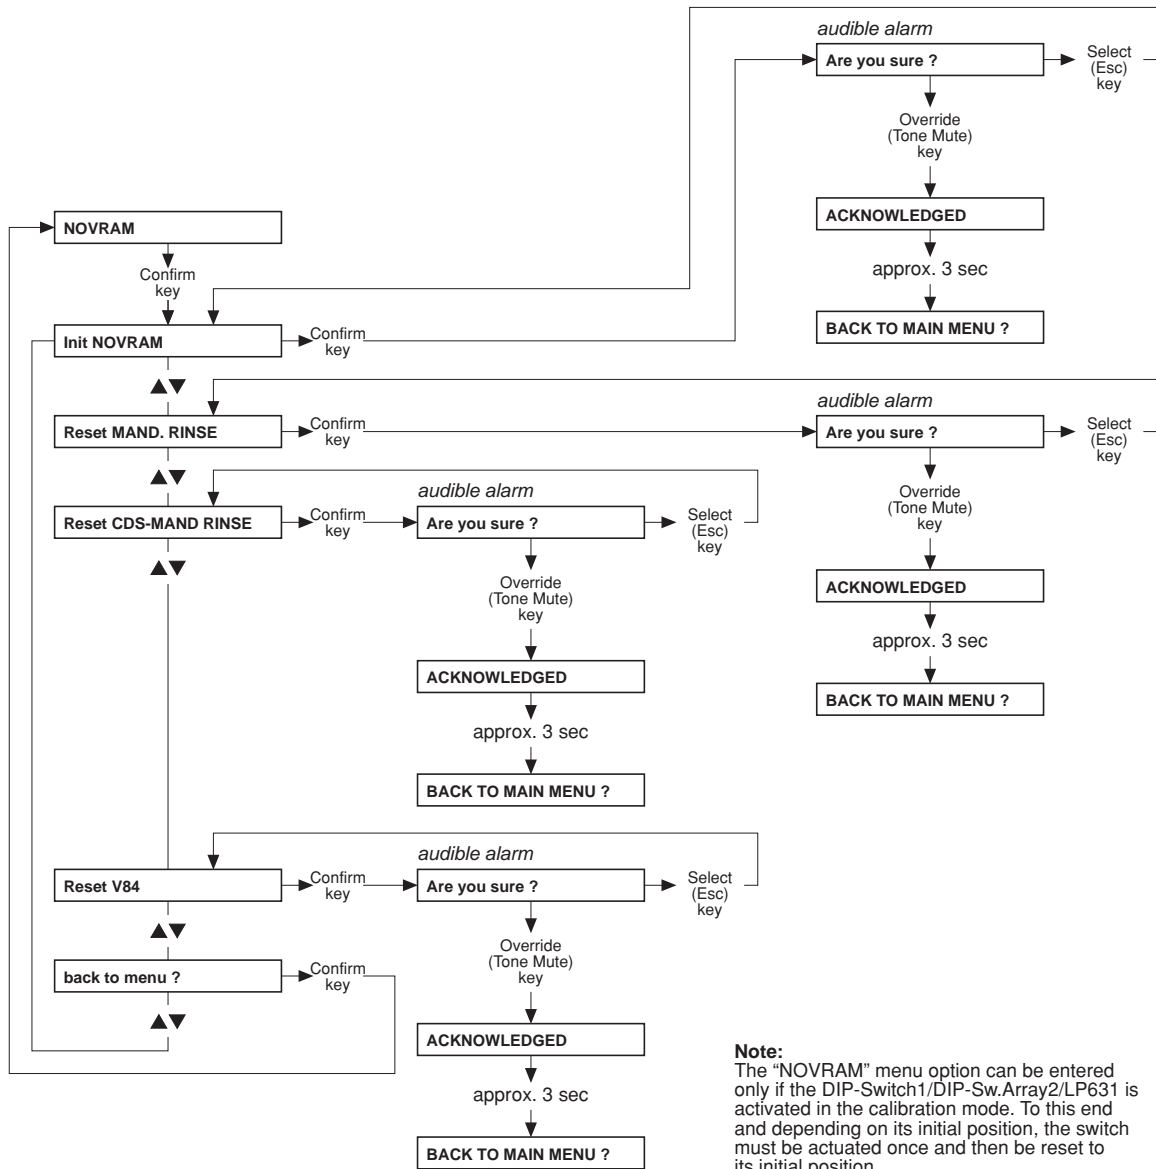 audible alarm
Are you sure ?
Select
(Esc)
key
Override
(Tone Mute)
key
ACKNOWLEDGED
approx. 3 sec
BACK TO MAIN MENU ?
NOVRAM
Confirm
key
Init NOVRAM
Confirm
key
Reset MAND. RINSE
Confirm
key
audible alarm
Are you sure ?
Select
(Esc)
key
Override
(Tone Mute)
key
ACKNOWLEDGED
approx. 3 sec
BACK TO MAIN MENU ?
Reset CDS-MAND RINSE
Confirm
key
audible alarm
Are you sure ?
Select
(Esc)
key
Override
(Tone Mute)
key
ACKNOWLEDGED
approx. 3 sec
BACK TO MAIN MENU ?
Reset V84
Confirm
key
audible alarm
Are you sure ?
Select
(Esc)
key
Override
(Tone Mute)
key
ACKNOWLEDGED
approx. 3 sec
BACK TO MAIN MENU ?
back to menu ?
Confirm
key
Note:
The “NOVRAM” menu option can be entered
only if the DIP-Switch1/DIP-Sw.Array2/LP631 is
activated in the calibration mode. To this end
and depending on its initial position, the switch
must be actuated once and then be reset to
its initial position